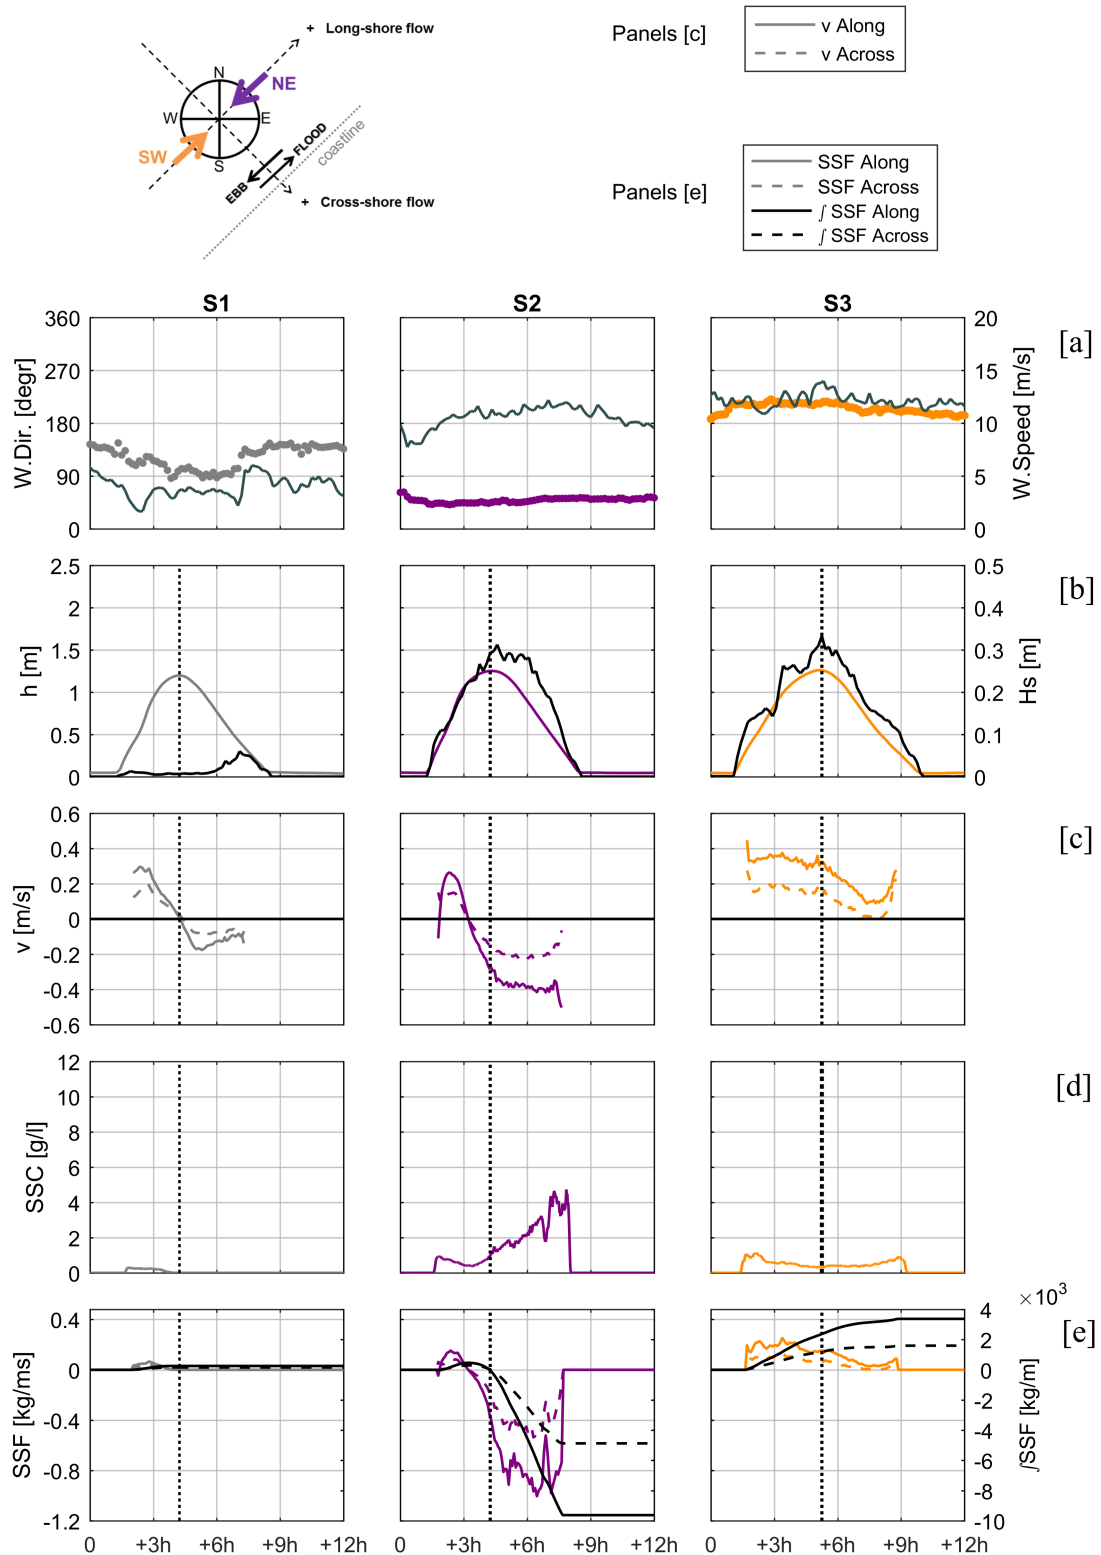 + Long-shore flow
Panels [c]
v Along
v Across
N
NE
W
E
SW
S
FLOOD
coastline
EBB
+ Cross-shore flow
Panels [e]
SSF Along
SSF Across
∫ SSF Along
∫ SSF Across
S1
S2
S3
[a]
W.Dir. [degr]
360
270
180
90
0
20
15
10
5
0
W.Speed [m/s]
[b]
h [m]
2.5
2
1.5
1
0.5
0
0.5
0.4
0.3
0.2
0.1
0
Hs [m]
[c]
v [m/s]
0.6
0.4
0.2
0
-0.2
-0.4
-0.6
[d]
SSC [g/l]
12
10
8
6
4
2
0
[e]
SSF [kg/ms]
0.4
0
-0.4
-0.8
-1.2
×10³
4
2
0
-2
-4
-6
-8
-10
∫SSF [kg/m]
0 +3h +6h +9h +12h
0 +3h +6h +9h +12h
0 +3h +6h +9h +12h